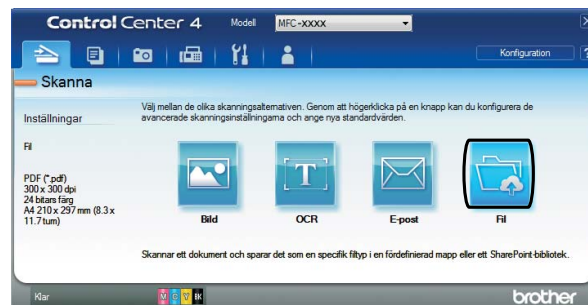 Control Center 4
Modell
MFC-XXXX
Konfiguration
?
Skanna
Inställningar
Välj mellan de olika skanningsalternativen. Genom att högerklicka på en knapp kan du konfigurera de
avancerade skanningsinställningarna och ange nya standardvärden.
Fil
PDF (*.pdf)
300 x 300 dpi
24 bitars färg
A4 210 x 297 mm (8.3 x
11.7 tum)
T
Bild
OCR
E-post
Fil
Skannar ett dokument och sparar det som en specifik filtyp i en fördefinierad mapp eller ett SharePoint-bibliotek.
Klar
M C Y BK
brother